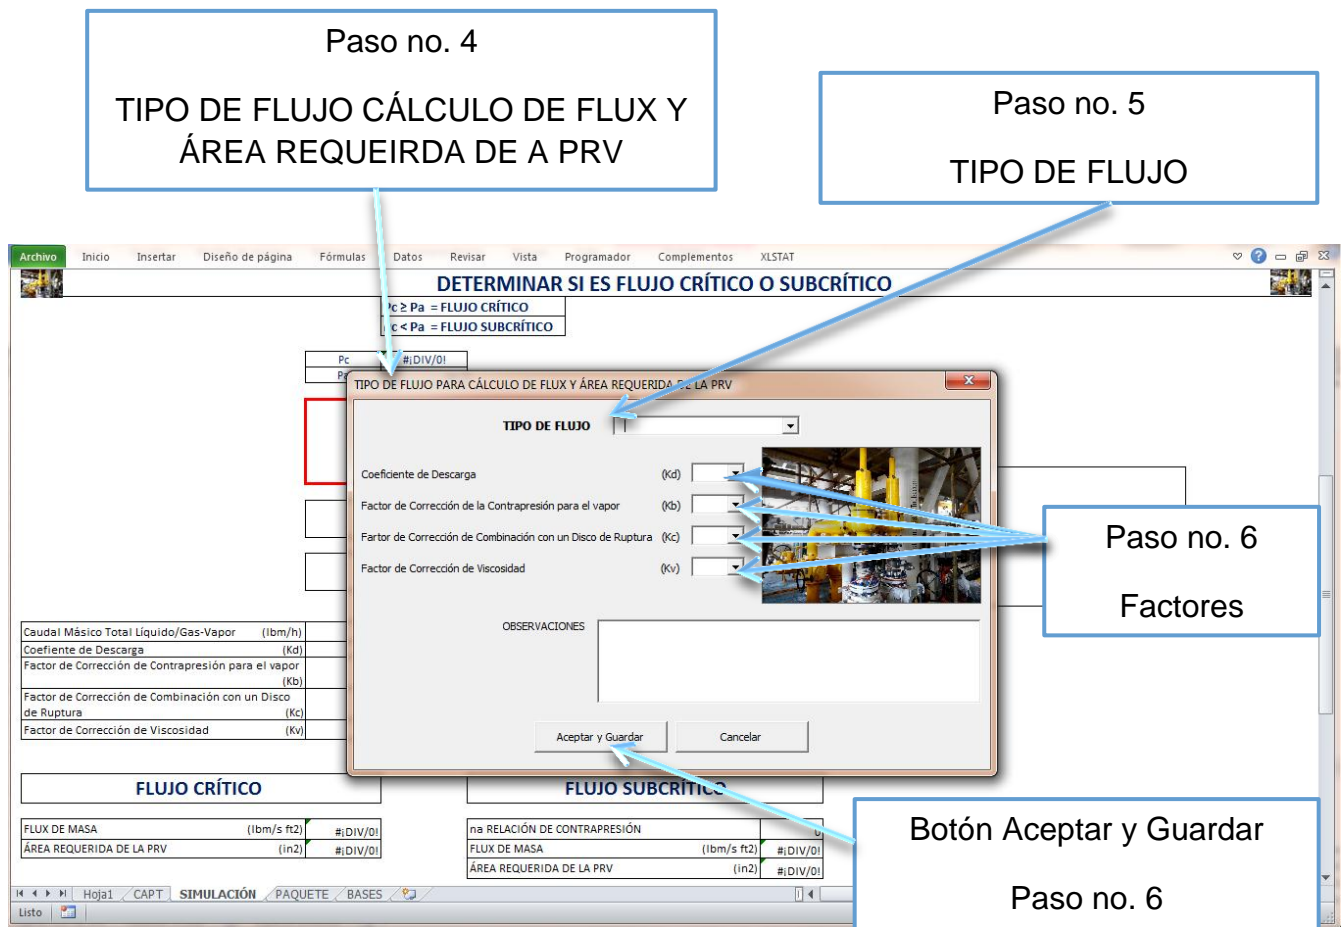 Paso no. 4
TIPO DE FLUJO CÁLCULO DE FLUX Y
ÁREA REQUEIRDA DE A PRV
Paso no. 5
TIPO DE FLUJO
Archivo Inicio Insertar Diseño de página Fórmulas Datos Revisar Vista Programador Complementos XLSTAT
DETERMINAR SI ES FLUJO CRÍTICO O SUBCRÍTICO
Pc ≥ Pa = FLUJO CRÍTICO
Pc < Pa = FLUJO SUBCRÍTICO
Pc #¡DIV/0!
Pa
TIPO DE FLUJO PARA CÁLCULO DE FLUX Y ÁREA REQUERIDA DE LA PRV
TIPO DE FLUJO
Coeficiente de Descarga (Kd)
Factor de Corrección de la Contrapresión para el vapor (Kb)
Fartor de Corrección de Combinación con un Disco de Ruptura (Kc)
Factor de Corrección de Viscosidad (Kv)
Paso no. 6
Factores
OBSERVACIONES
Aceptar y Guardar Cancelar
Caudal Másico Total Líquido/Gas-Vapor (lbm/h)
Coefiente de Descarga (Kd)
Factor de Corrección de Contrapresión para el vapor
(Kb)
Factor de Corrección de Combinación con un Disco
de Ruptura (Kc)
Factor de Corrección de Viscosidad (Kv)
FLUJO CRÍTICO
FLUJO SUBCRÍTICO
FLUX DE MASA (lbm/s ft2) #¡DIV/0!
ÁREA REQUERIDA DE LA PRV (in2) #¡DIV/0!
na RELACIÓN DE CONTRAPRESIÓN 0
FLUX DE MASA (lbm/s ft2) #¡DIV/0!
ÁREA REQUERIDA DE LA PRV (in2) #¡DIV/0!
Botón Aceptar y Guardar
Paso no. 6
Hoja1 CAPT SIMULACIÓN PAQUETE BASES
Listo